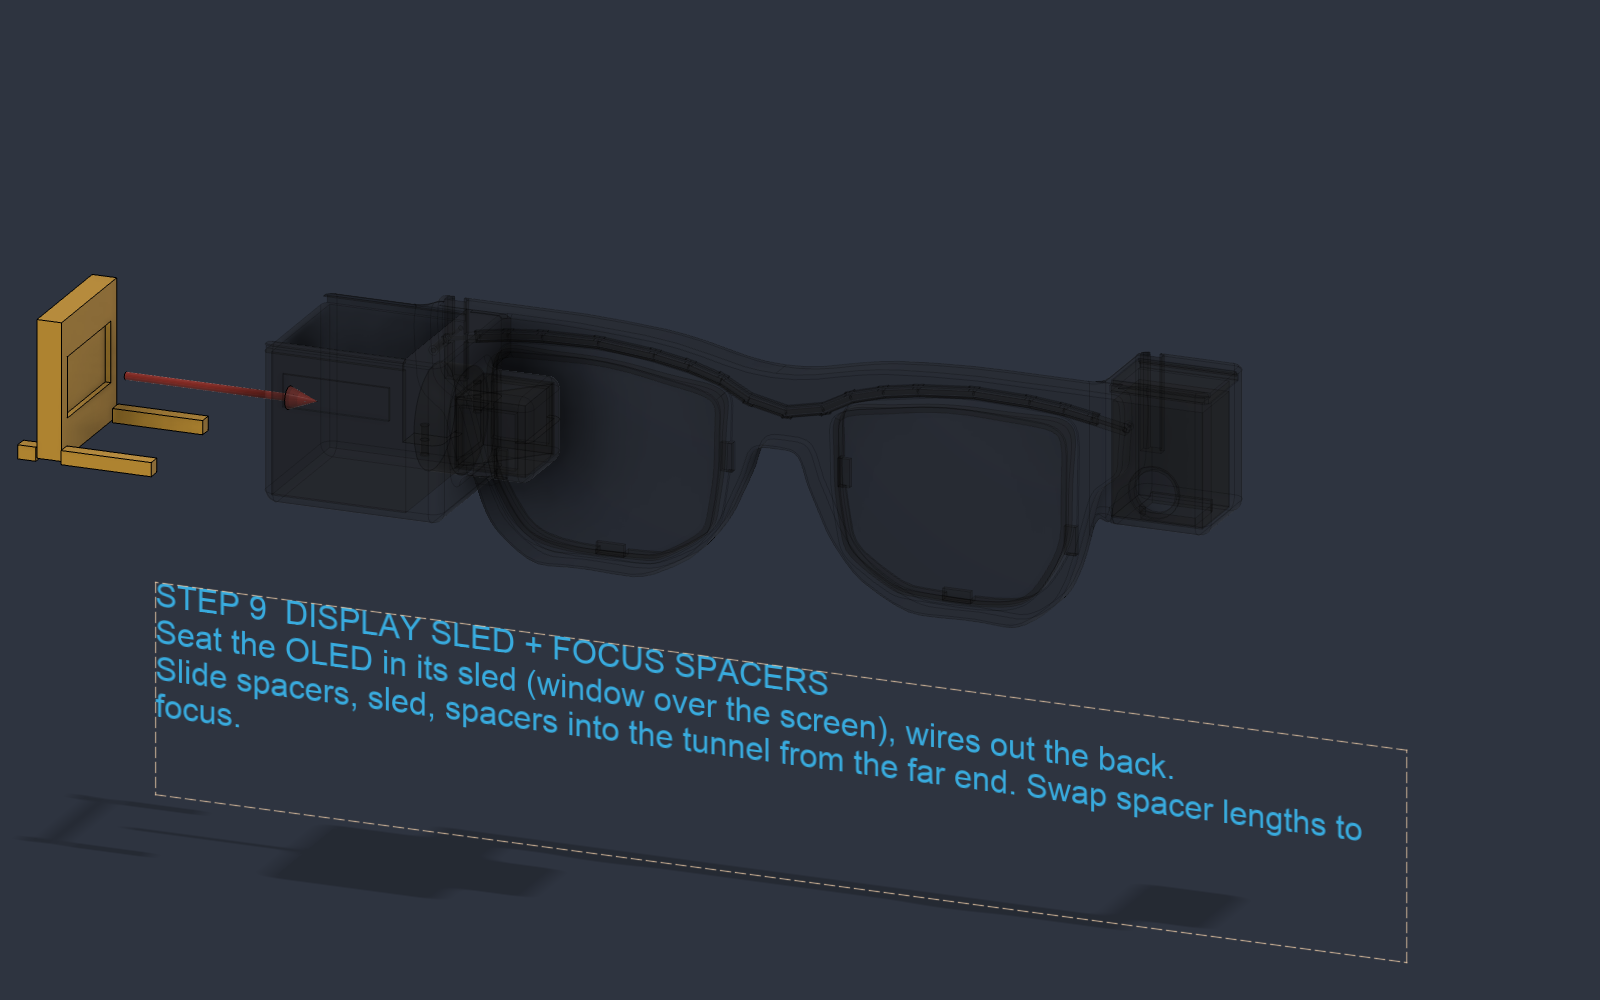 STEP 9  DISPLAY SLED + FOCUS SPACERS
Seat the OLED in its sled (window over the screen), wires out the back.
Slide spacers, sled, spacers into the tunnel from the far end. Swap spacer lengths to
focus.